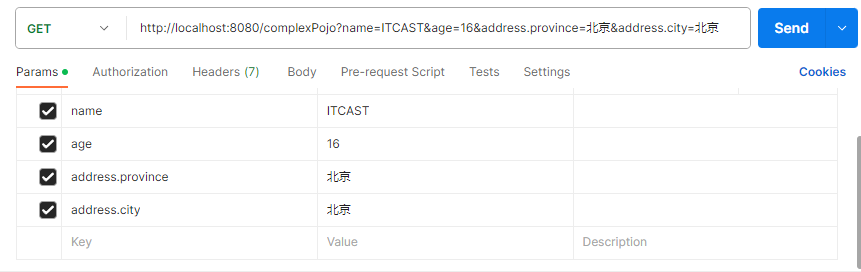 GET http://localhost:8080/complexPojo?name=ITCAST&age=16&address.province=北京&address.city=北京 Send
Params Authorization Headers (7) Body Pre-request Script Tests Settings Cookies
name ITCAST
age 16
address.province 北京
address.city 北京
Key Value Description